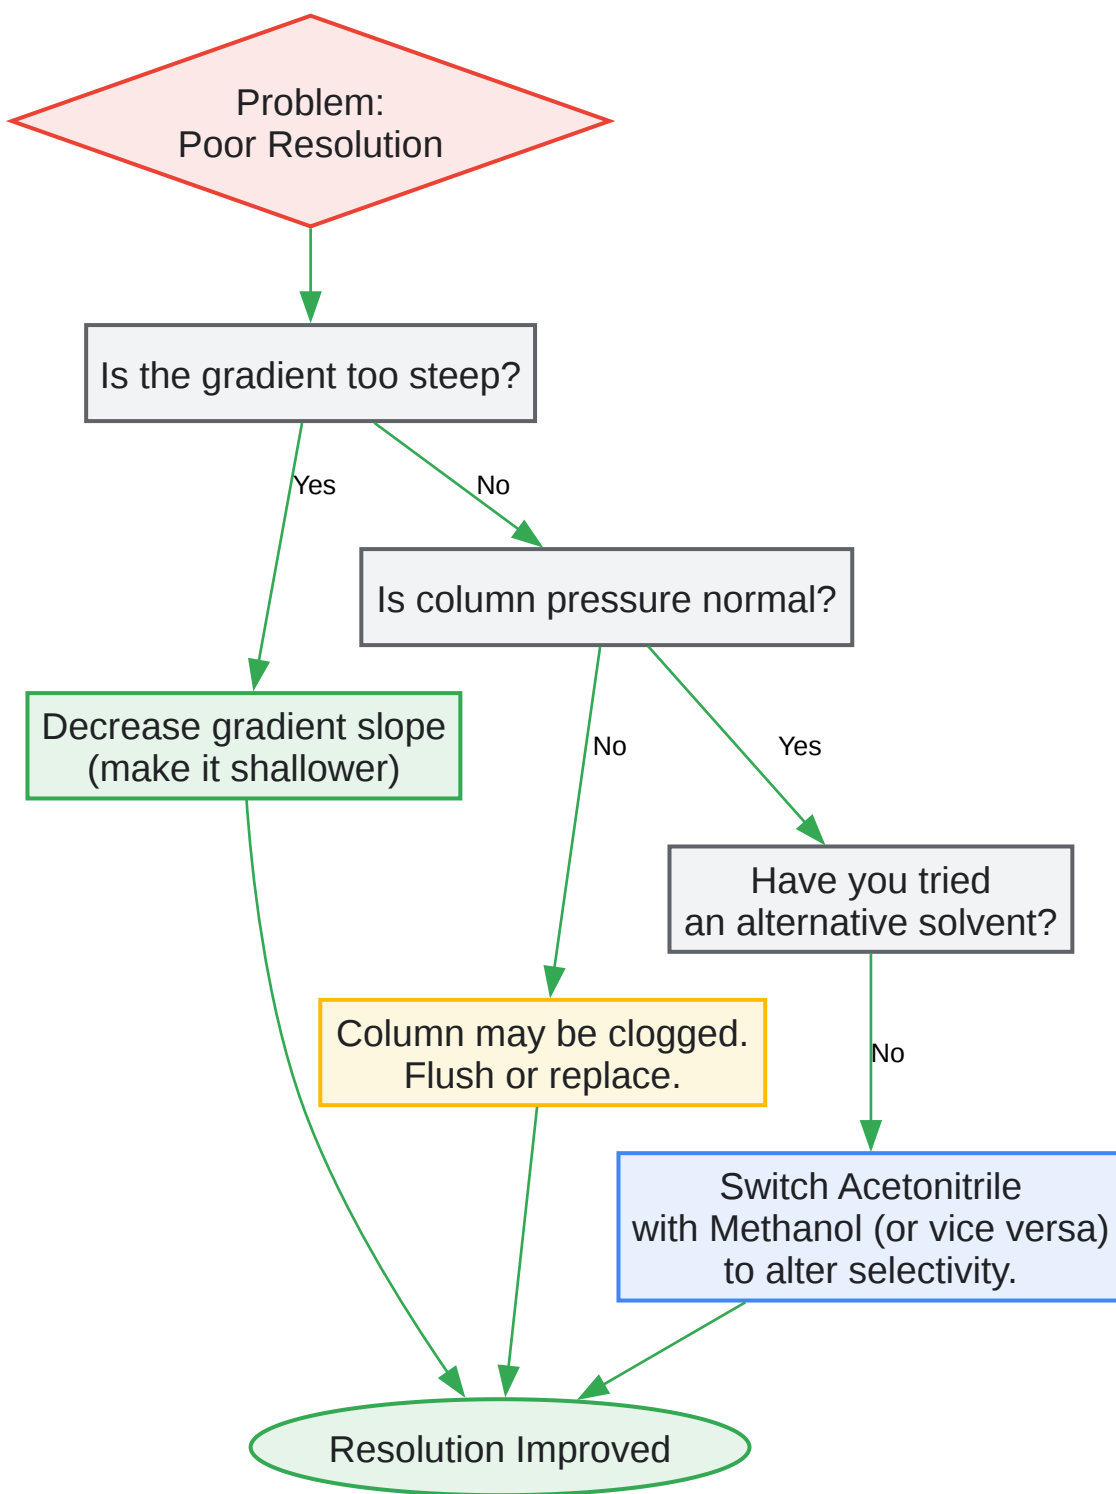 Problem:
Poor Resolution
Is the gradient too steep?
Yes
No
Is column pressure normal?
Decrease gradient slope
(make it shallower)
No
Yes
Have you tried
an alternative solvent?
Column may be clogged.
Flush or replace.
No
Switch Acetonitrile
with Methanol (or vice versa)
to alter selectivity.
Resolution Improved